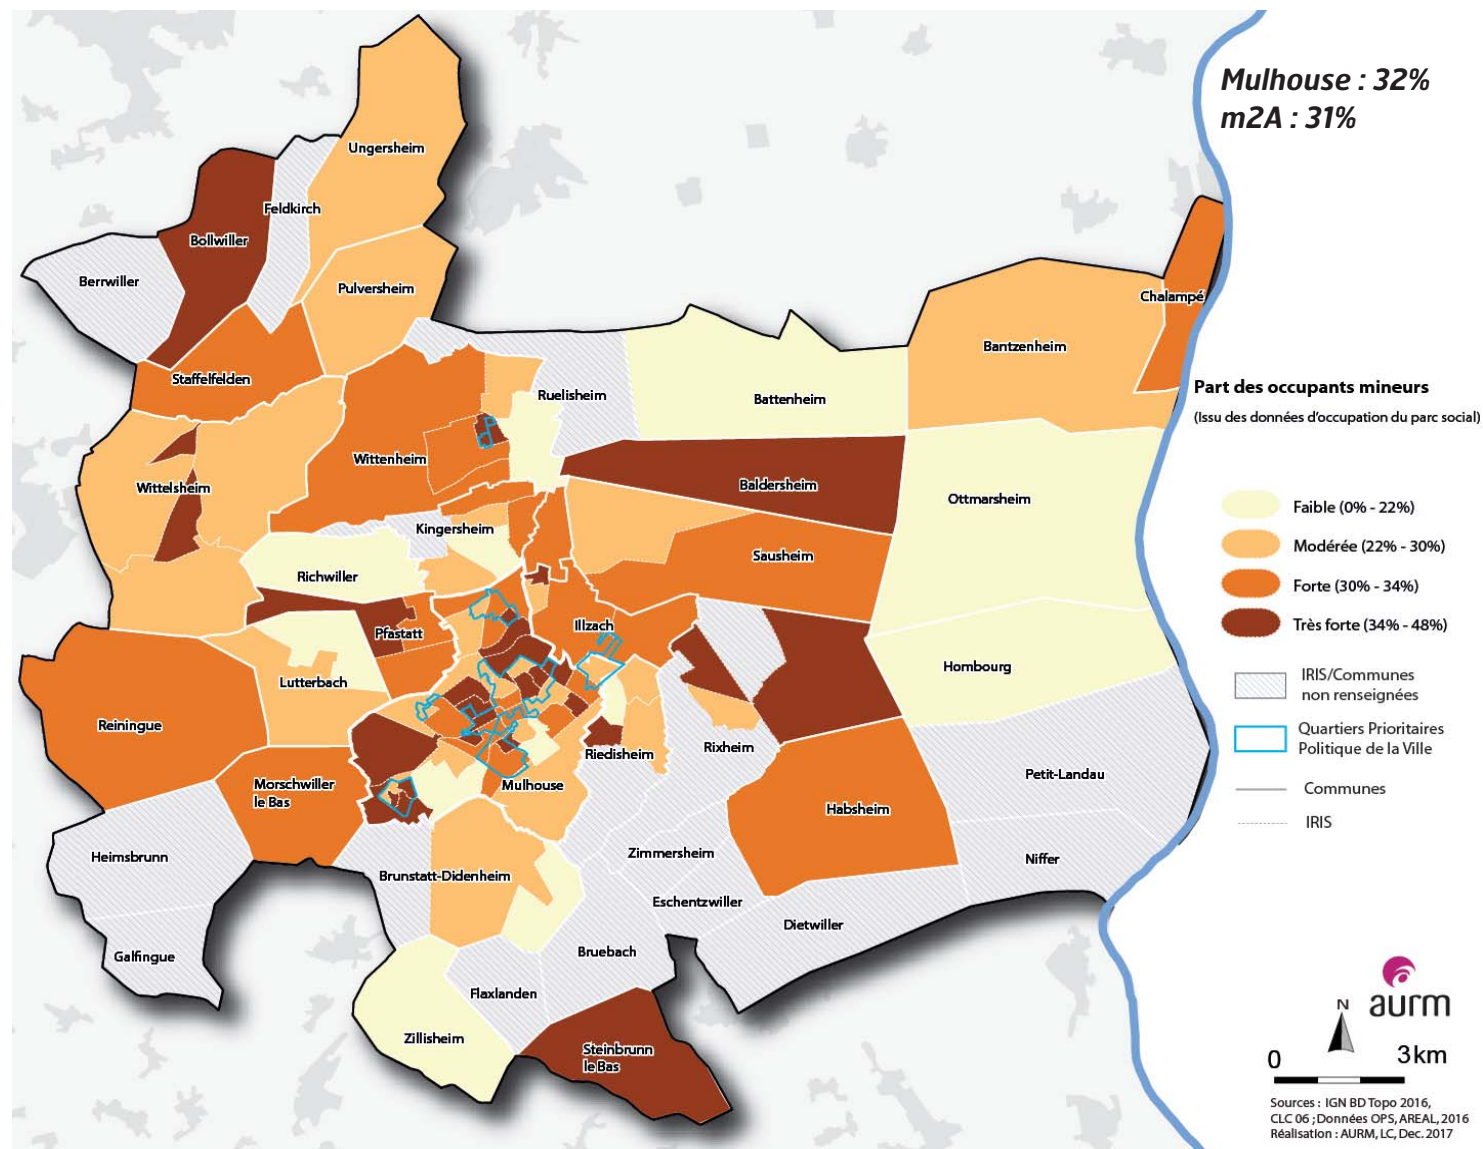 Mulhouse : 32%
m2A : 31%
Ungersheim
Feldkirch
Bollwiller
Berrwiller
Pulversheim
Chalampé
Bantzenheim
Staffelfelden
Ruelisheim
Battenheim
Wittenheim
Wittelsheim
Baldersheim
Ottmarsheim
Kingersheim
Sausheim
Richwiller
Pfastatt
Illzach
Hombourg
Lutterbach
Reiningue
Rixheim
Riedisheim
Petit-Landau
Mulhouse
Morschwiller
le Bas
Habsheim
Heimsbrunn
Zimmersheim
Niffer
Brunstatt-Didenheim
Eschentzwiller
Dietwiller
Bruebach
Galfingue
Flaxlanden
Zillisheim
Steinbrunn
le Bas
Part des occupants mineurs
(Issu des données d'occupation du parc social)
Faible (0% - 22%)
Modérée (22% - 30%)
Forte (30% - 34%)
Très forte (34% - 48%)
IRIS/Communes
non renseignées
Quartiers Prioritaires
Politique de la Ville
Communes
IRIS
aurm
N
0 3km
Sources : IGN BD Topo 2016,
CLC 06 ; Données OPS, AREAL, 2016
Réalisation : AURM, LC, Dec. 2017